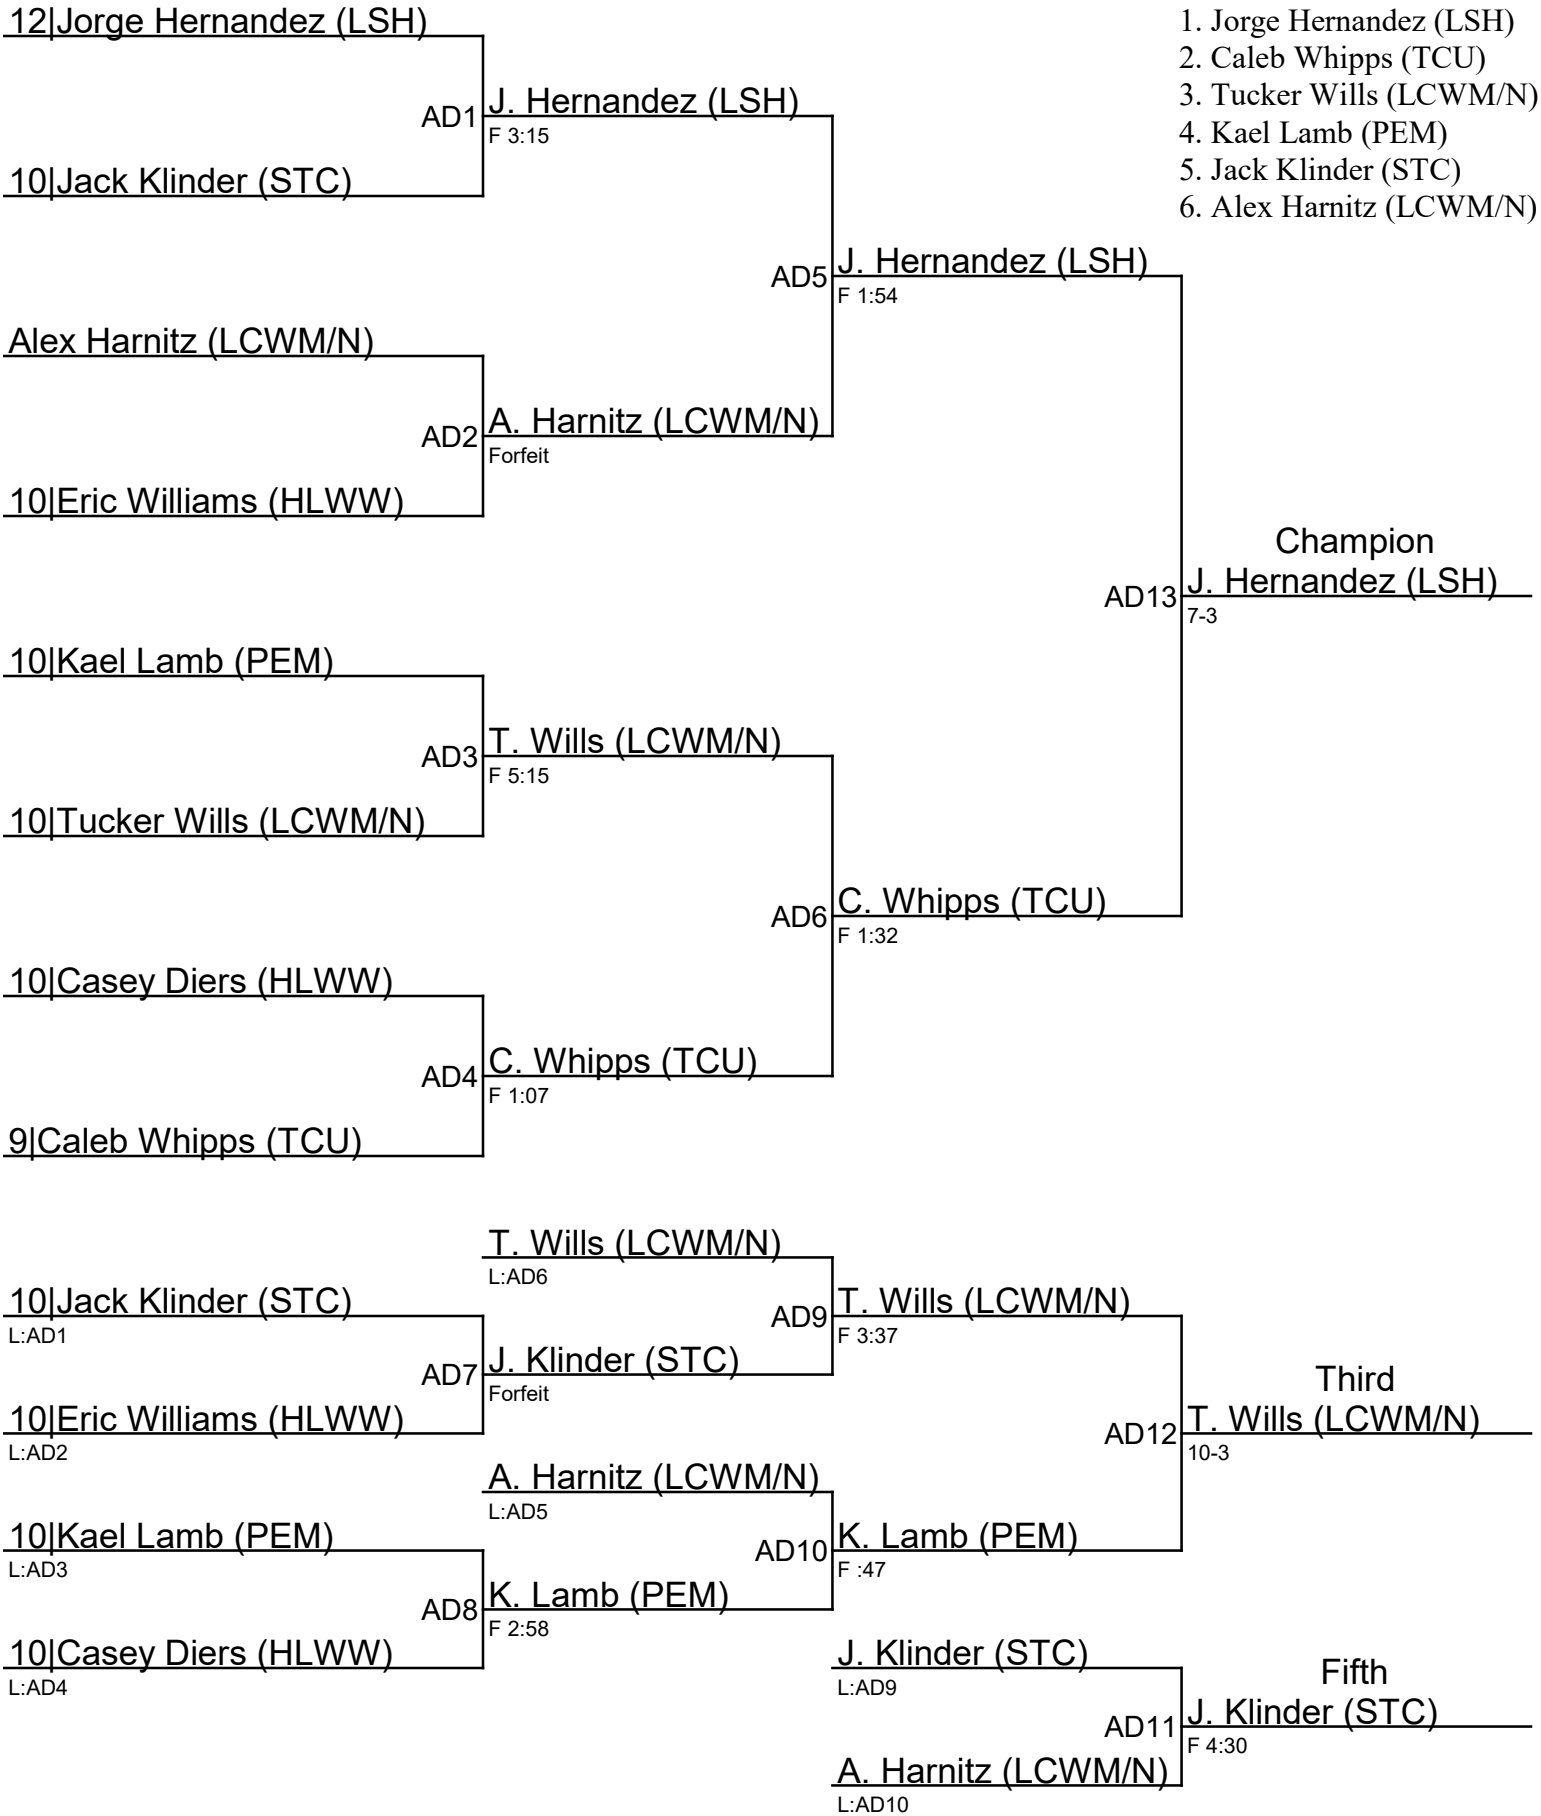 12|Jorge Hernandez (LSH)
AD1
J. Hernandez (LSH)
F 3:15
10|Jack Klinder (STC)
AD5
J. Hernandez (LSH)
F 1:54
Alex Harnitz (LCWM/N)
AD2
A. Harnitz (LCWM/N)
Forfeit
10|Eric Williams (HLWW)
Champion
AD13
J. Hernandez (LSH)
7-3
10|Kael Lamb (PEM)
AD3
T. Wills (LCWM/N)
F 5:15
10|Tucker Wills (LCWM/N)
AD6
C. Whipps (TCU)
F 1:32
10|Casey Diers (HLWW)
AD4
C. Whipps (TCU)
F 1:07
9|Caleb Whipps (TCU)
1. Jorge Hernandez (LSH)
2. Caleb Whipps (TCU)
3. Tucker Wills (LCWM/N)
4. Kael Lamb (PEM)
5. Jack Klinder (STC)
6. Alex Harnitz (LCWM/N)
T. Wills (LCWM/N)
L:AD6
10|Jack Klinder (STC)
L:AD1
AD9
T. Wills (LCWM/N)
F 3:37
AD7
J. Klinder (STC)
Forfeit
10|Eric Williams (HLWW)
L:AD2
Third
AD12
T. Wills (LCWM/N)
10-3
A. Harnitz (LCWM/N)
L:AD5
10|Kael Lamb (PEM)
L:AD3
AD10
K. Lamb (PEM)
F :47
AD8
K. Lamb (PEM)
F 2:58
10|Casey Diers (HLWW)
L:AD4
J. Klinder (STC)
L:AD9
Fifth
AD11
J. Klinder (STC)
F 4:30
A. Harnitz (LCWM/N)
L:AD10